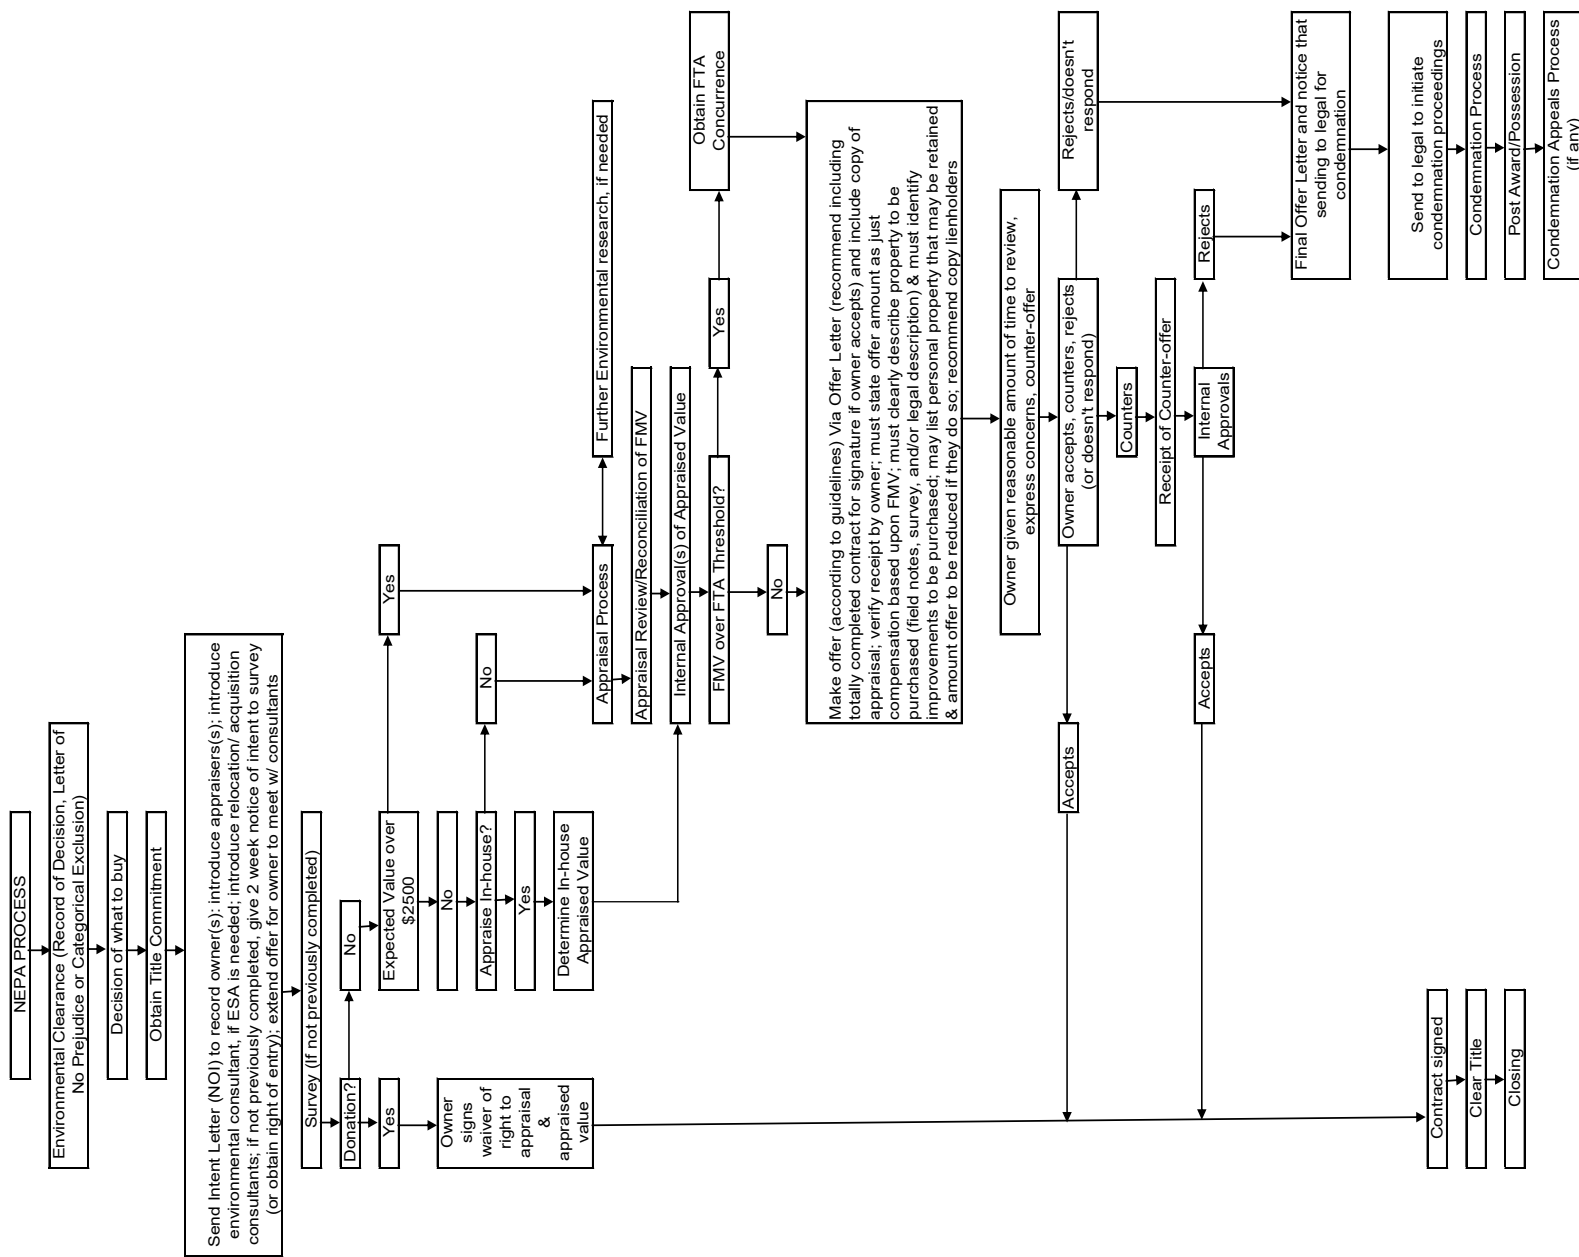 NEPA PROCESS
Environmental Clearance (Record of Decision, Letter of
No Prejudice or Categorical Exclusion)
Decision of what to buy
Obtain Title Commitment
Send Intent Letter (NOI) to record owner(s): introduce appraisers(s); introduce
environmental consultant, if ESA is needed; introduce relocation/ acquisition
consultants; if not previously completed, give 2 week notice of intent to survey
(or obtain right of entry); extend offer for owner to meet w/ consultants
Survey (If not previously completed)
Donation?
No
Yes
Owner
signs
waiver of
right to
appraisal
&
appraised
value
Expected Value over
$2500
Yes
No
Appraise In-house?
No
Yes
Determine In-house
Appraised Value
Appraisal Process
Further Environmental research, if needed
Appraisal Review/Reconciliation of FMV
Internal Approval(s) of Appraised Value
FMV over FTA Threshold?
Yes
Obtain FTA
Concurrence
No
Make offer (according to guidelines) Via Offer Letter (recommend including
totally completed contract for signature if owner accepts) and include copy of
appraisal; verify receipt by owner; must state offer amount as just
compensation based upon FMV; must clearly describe property to be
purchased (field notes, survey, and/or legal description) & must identify
improvements to be purchased; may list personal property that may be retained
& amount offer to be reduced if they do so; recommend copy lienholders
Owner given reasonable amount of time to review,
express concerns, counter-offer
Owner accepts, counters, rejects
(or doesn't respond)
Accepts
Rejects/doesn't
respond
Counters
Receipt of Counter-offer
Internal
Approvals
Accepts
Rejects
Final Offer Letter and notice that
sending to legal for
condemnation
Send to legal to initiate
condemnation proceedings
Condemnation Process
Post Award/Possession
Condemnation Appeals Process
(if any)
Contract signed
Clear Title
Closing